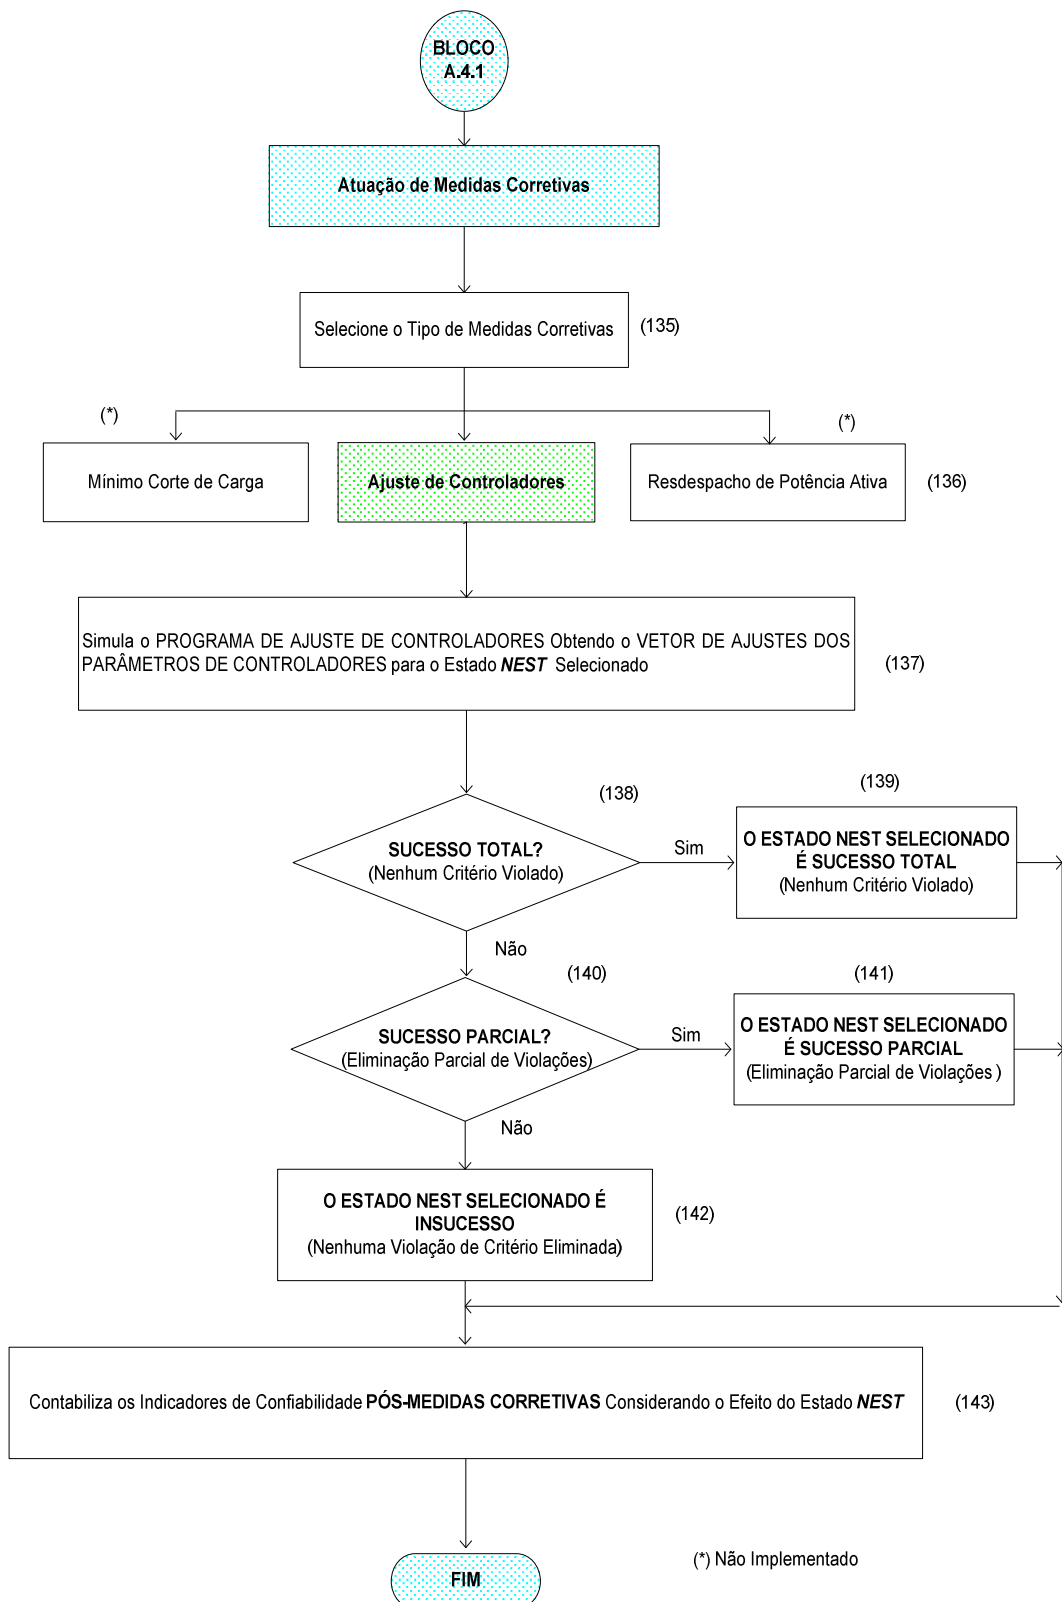 BLOCO
A.4.1
Atuação de Medidas Corretivas
Selecione o Tipo de Medidas Corretivas
(135)
(*)
(*)
Mínimo Corte de Carga
Ajuste de Controladores
Resdespacho de Potência Ativa
(136)
Simula o PROGRAMA DE AJUSTE DE CONTROLADORES Obtendo o VETOR DE AJUSTES DOS
PARÂMETROS DE CONTROLADORES para o Estado NEST Selecionado
(137)
(138)
(139)
SUCESSO TOTAL?
(Nenhum Critério Violado)
Sim
O ESTADO NEST SELECIONADO
É SUCESSO TOTAL
(Nenhum Critério Violado)
Não
(140)
(141)
SUCESSO PARCIAL?
(Eliminação Parcial de Violações)
Sim
O ESTADO NEST SELECIONADO
É SUCESSO PARCIAL
(Eliminação Parcial de Violações )
Não
O ESTADO NEST SELECIONADO É
INSUCESSO
(Nenhuma Violação de Critério Eliminada)
(142)
Contabiliza os Indicadores de Confiabilidade PÓS-MEDIDAS CORRETIVAS Considerando o Efeito do Estado NEST
(143)
(*) Não Implementado
FIM